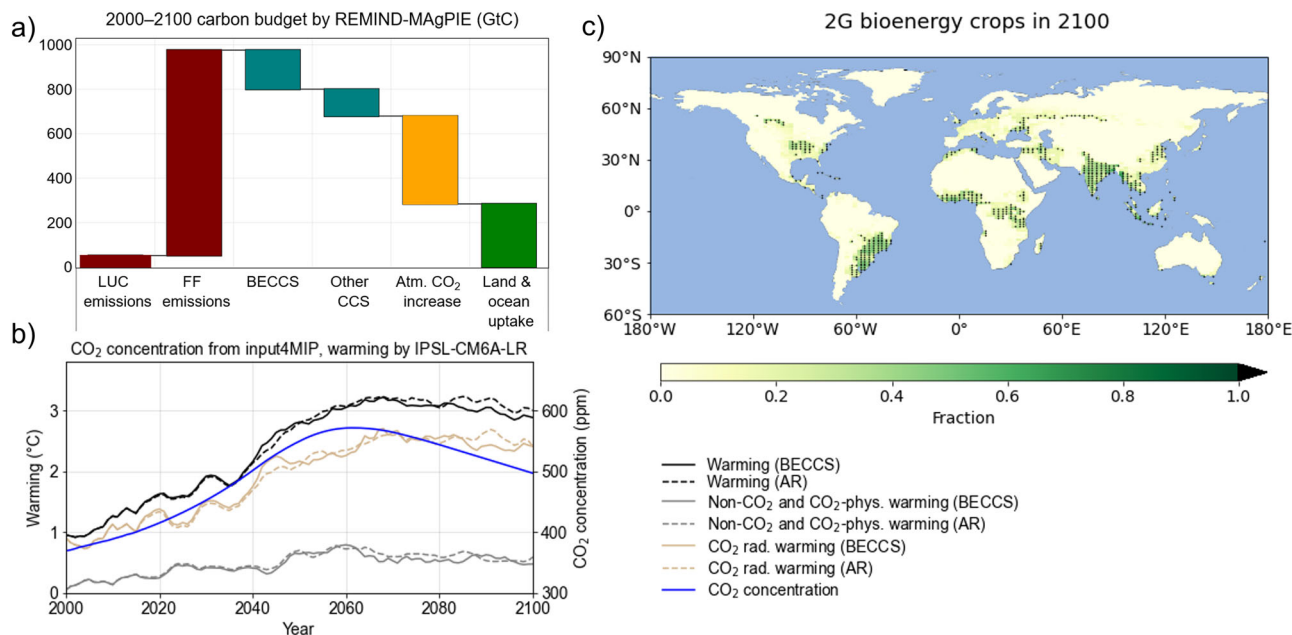 a)
2000–2100 carbon budget by REMIND-MAgPIE (GtC)
1000
800
600
400
200
0
LUC
emissions
FF
emissions
BECCS
Other
CCS
Atm. CO₂
increase
Land &
ocean
uptake
b)
CO₂ concentration from input4MIP, warming by IPSL-CM6A-LR
Warming (°C)
3
2
1
0
CO₂ concentration (ppm)
600
500
400
300
2000
2020
2040
2060
2080
2100
Year
c)
2G bioenergy crops in 2100
90°N
60°N
30°N
0°
30°S
60°S
180°W
120°W
60°W
0°
60°E
120°E
180°E
0.0
0.2
0.4
0.6
0.8
1.0
Fraction
Warming (BECCS)
Warming (AR)
Non-CO₂ and CO₂-phys. warming (BECCS)
Non-CO₂ and CO₂-phys. warming (AR)
CO₂ rad. warming (BECCS)
CO₂ rad. warming (AR)
CO₂ concentration